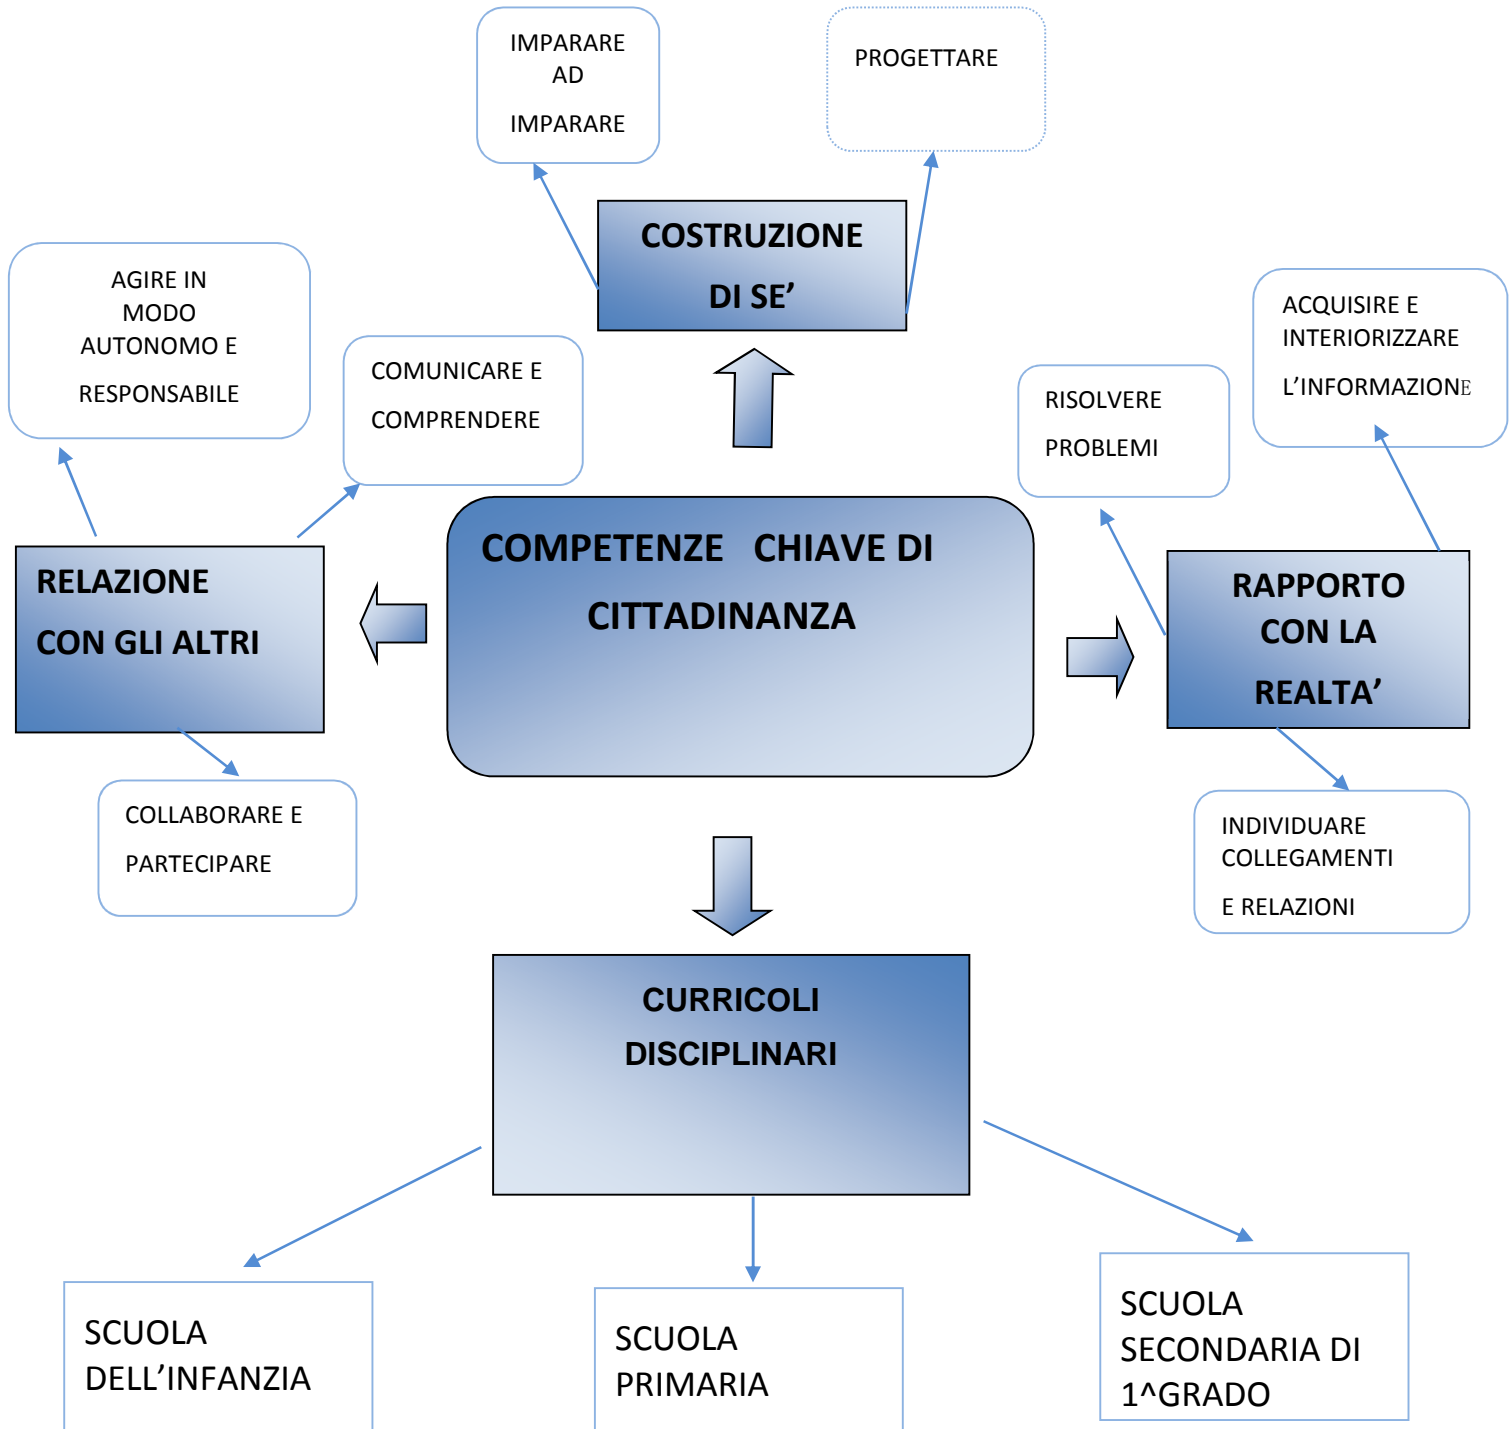 IMPARARE
AD
IMPARARE
PROGETTARE
COSTRUZIONE
DI SE’
AGIRE IN
MODO
AUTONOMO E
RESPONSABILE
COMUNICARE E
COMPRENDERE
RISOLVERE
PROBLEMI
ACQUISIRE E
INTERIORIZZARE
L’INFORMAZIONE
COMPETENZE CHIAVE DI
CITTADINANZA
RELAZIONE
CON GLI ALTRI
RAPPORTO
CON LA
REALTA’
COLLABORARE E
PARTECIPARE
INDIVIDUARE
COLLEGAMENTI
E RELAZIONI
CURRICOLI
DISCIPLINARI
SCUOLA
DELL’INFANZIA
SCUOLA
PRIMARIA
SCUOLA
SECONDARIA DI
1^GRADO